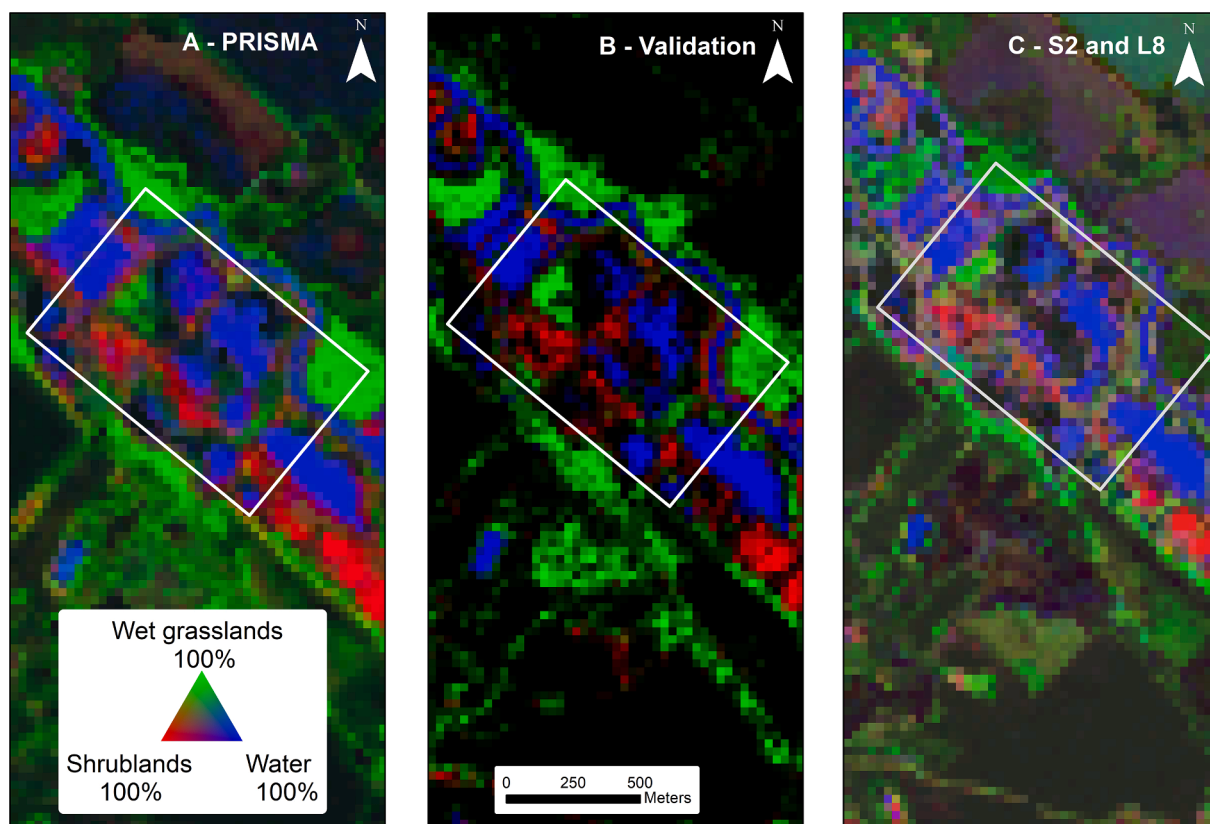 A - PRISMA
N
B - Validation
N
C - S2 and L8
N
Wet grasslands
100%
Shrublands
100%
Water
100%
0 250 500
Meters